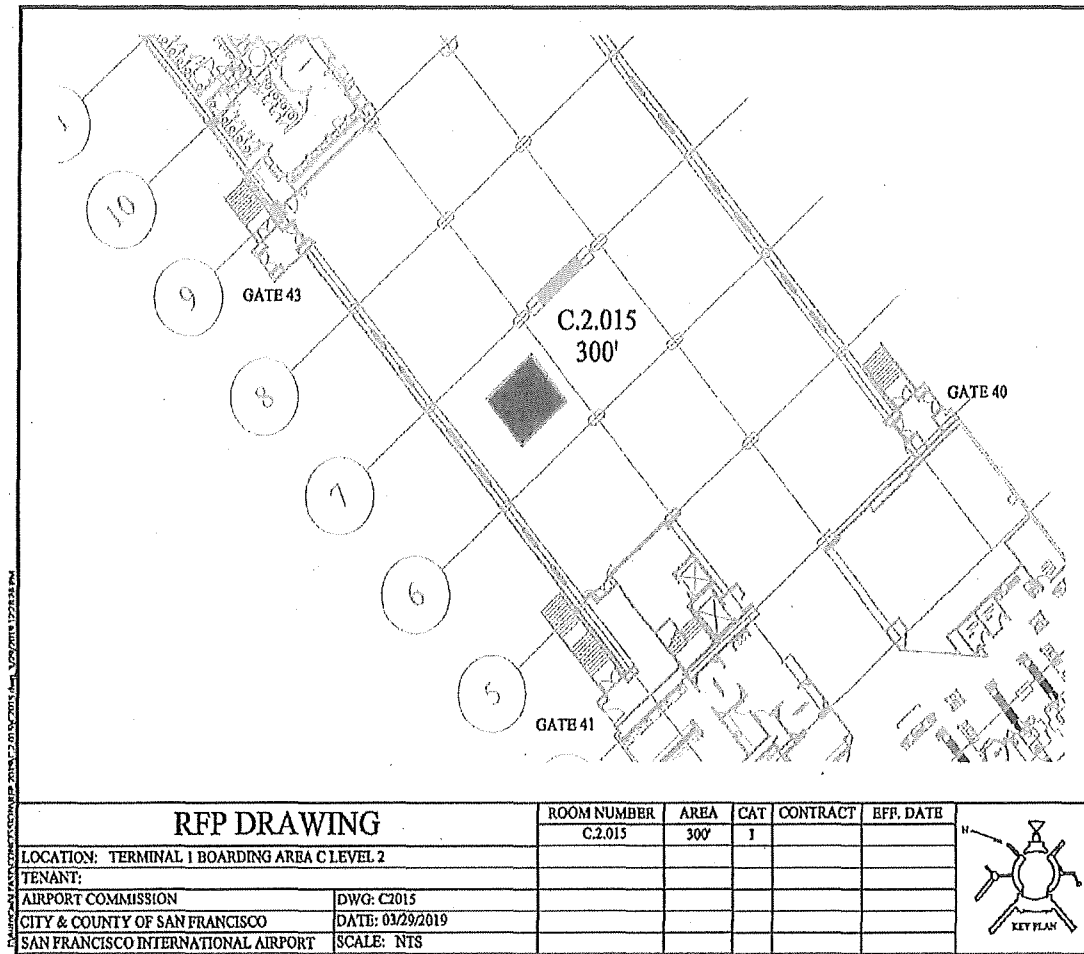 10
9
GATE 43
8
C.2.015
300'
7
GATE 40
6
5
GATE 41
RFP DRAWING
LOCATION: TERMINAL 1 BOARDING AREA C LEVEL 2
TENANT:
AIRPORT COMMISSION
DWG: C2015
CITY & COUNTY OF SAN FRANCISCO
DATE: 03/29/2019
SAN FRANCISCO INTERNATIONAL AIRPORT
SCALE: NTS
ROOM NUMBER AREA CAT CONTRACT EFF. DATE
C.2.015 300' I
N
KEY PLAN